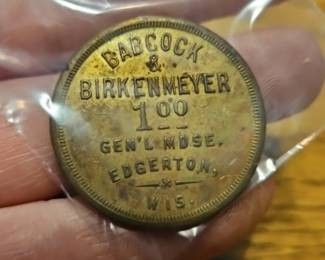 BABCOCK
&
BIRKENMEYER
1 00
GEN'L MDSE.
EDGERTON,
WIS.